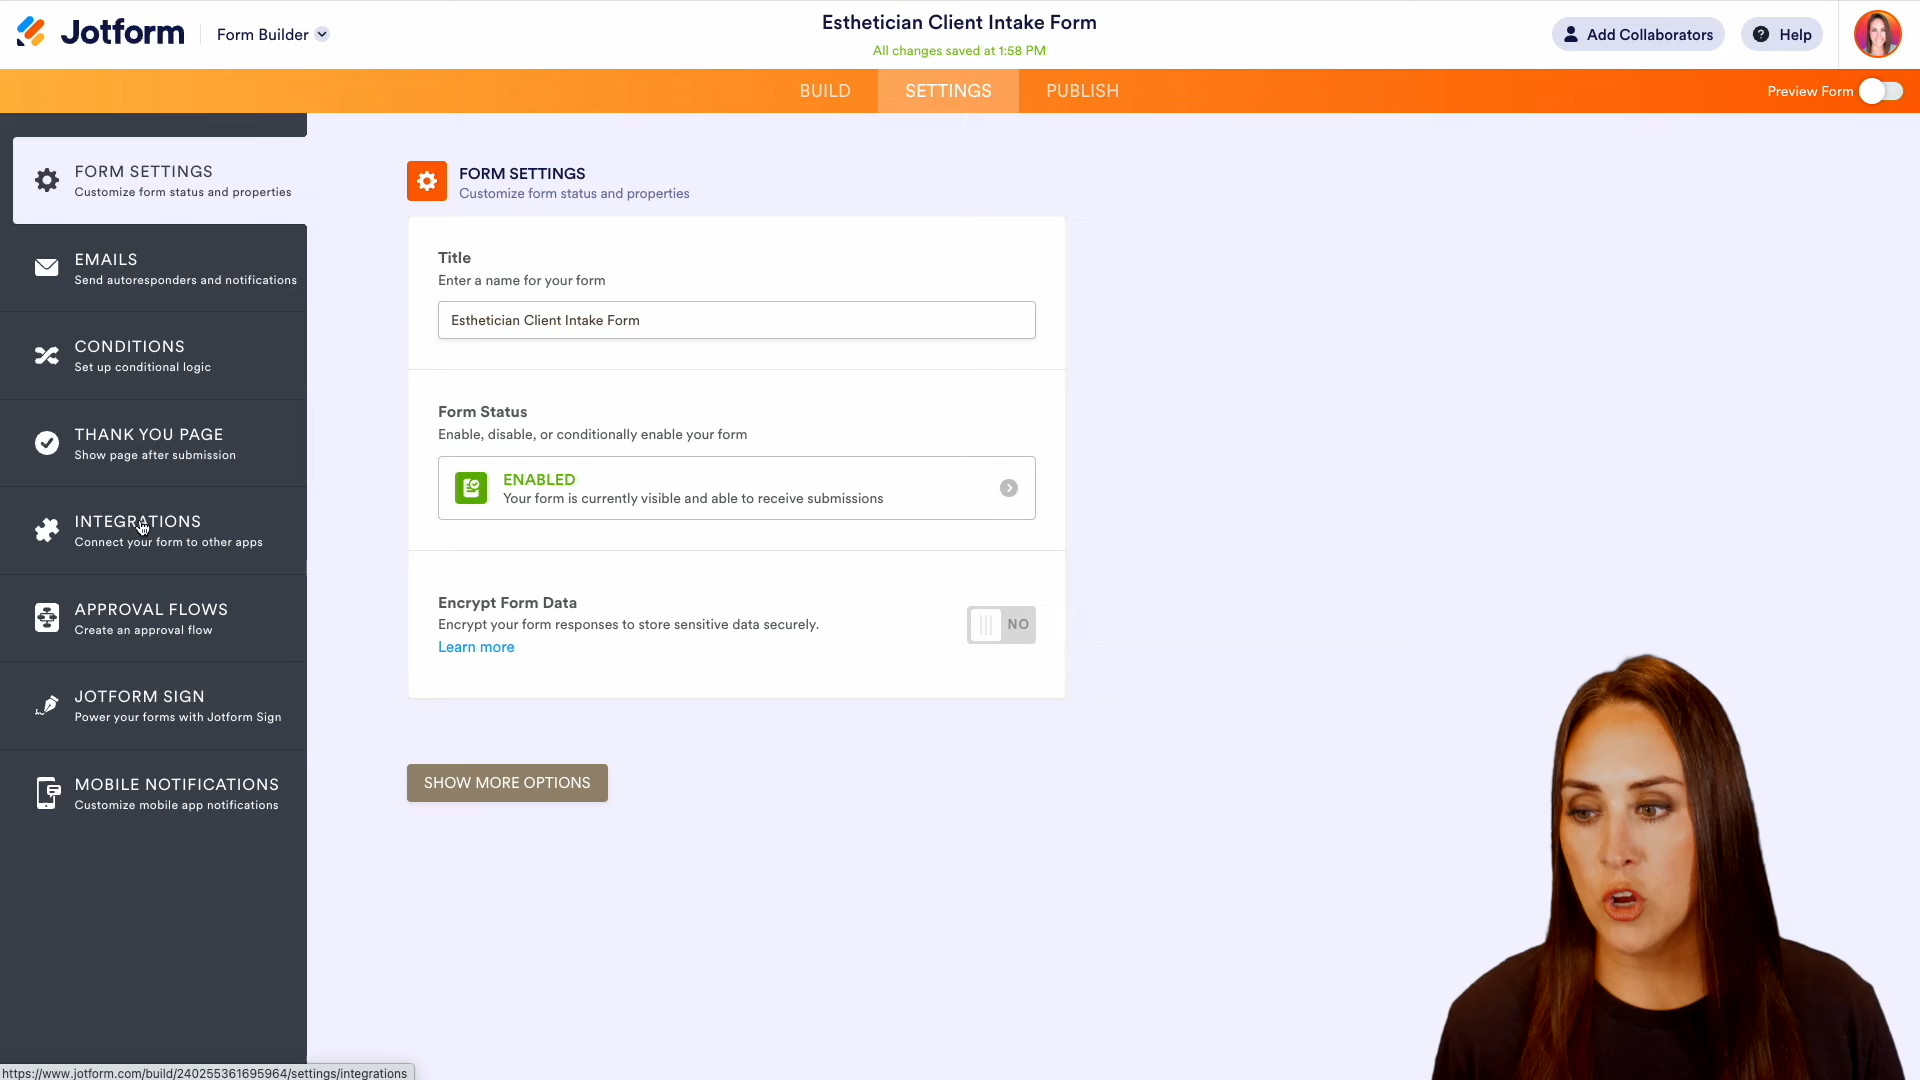 Jotform
Form Builder
Esthetician Client Intake Form
All changes saved at 1:58 PM
Add Collaborators
Help
BUILD
SETTINGS
PUBLISH
Preview Form
FORM SETTINGS
Customize form status and properties
EMAILS
Send autoresponders and notifications
CONDITIONS
Set up conditional logic
THANK YOU PAGE
Show page after submission
INTEGRATIONS
Connect your form to other apps
APPROVAL FLOWS
Create an approval flow
JOTFORM SIGN
Power your forms with Jotform Sign
MOBILE NOTIFICATIONS
Customize mobile app notifications
FORM SETTINGS
Customize form status and properties
Title
Enter a name for your form
Esthetician Client Intake Form
Form Status
Enable, disable, or conditionally enable your form
ENABLED
Your form is currently visible and able to receive submissions
Encrypt Form Data
Encrypt your form responses to store sensitive data securely.
Learn more
NO
SHOW MORE OPTIONS
https://www.jotform.com/build/240255361695964/settings/integrations